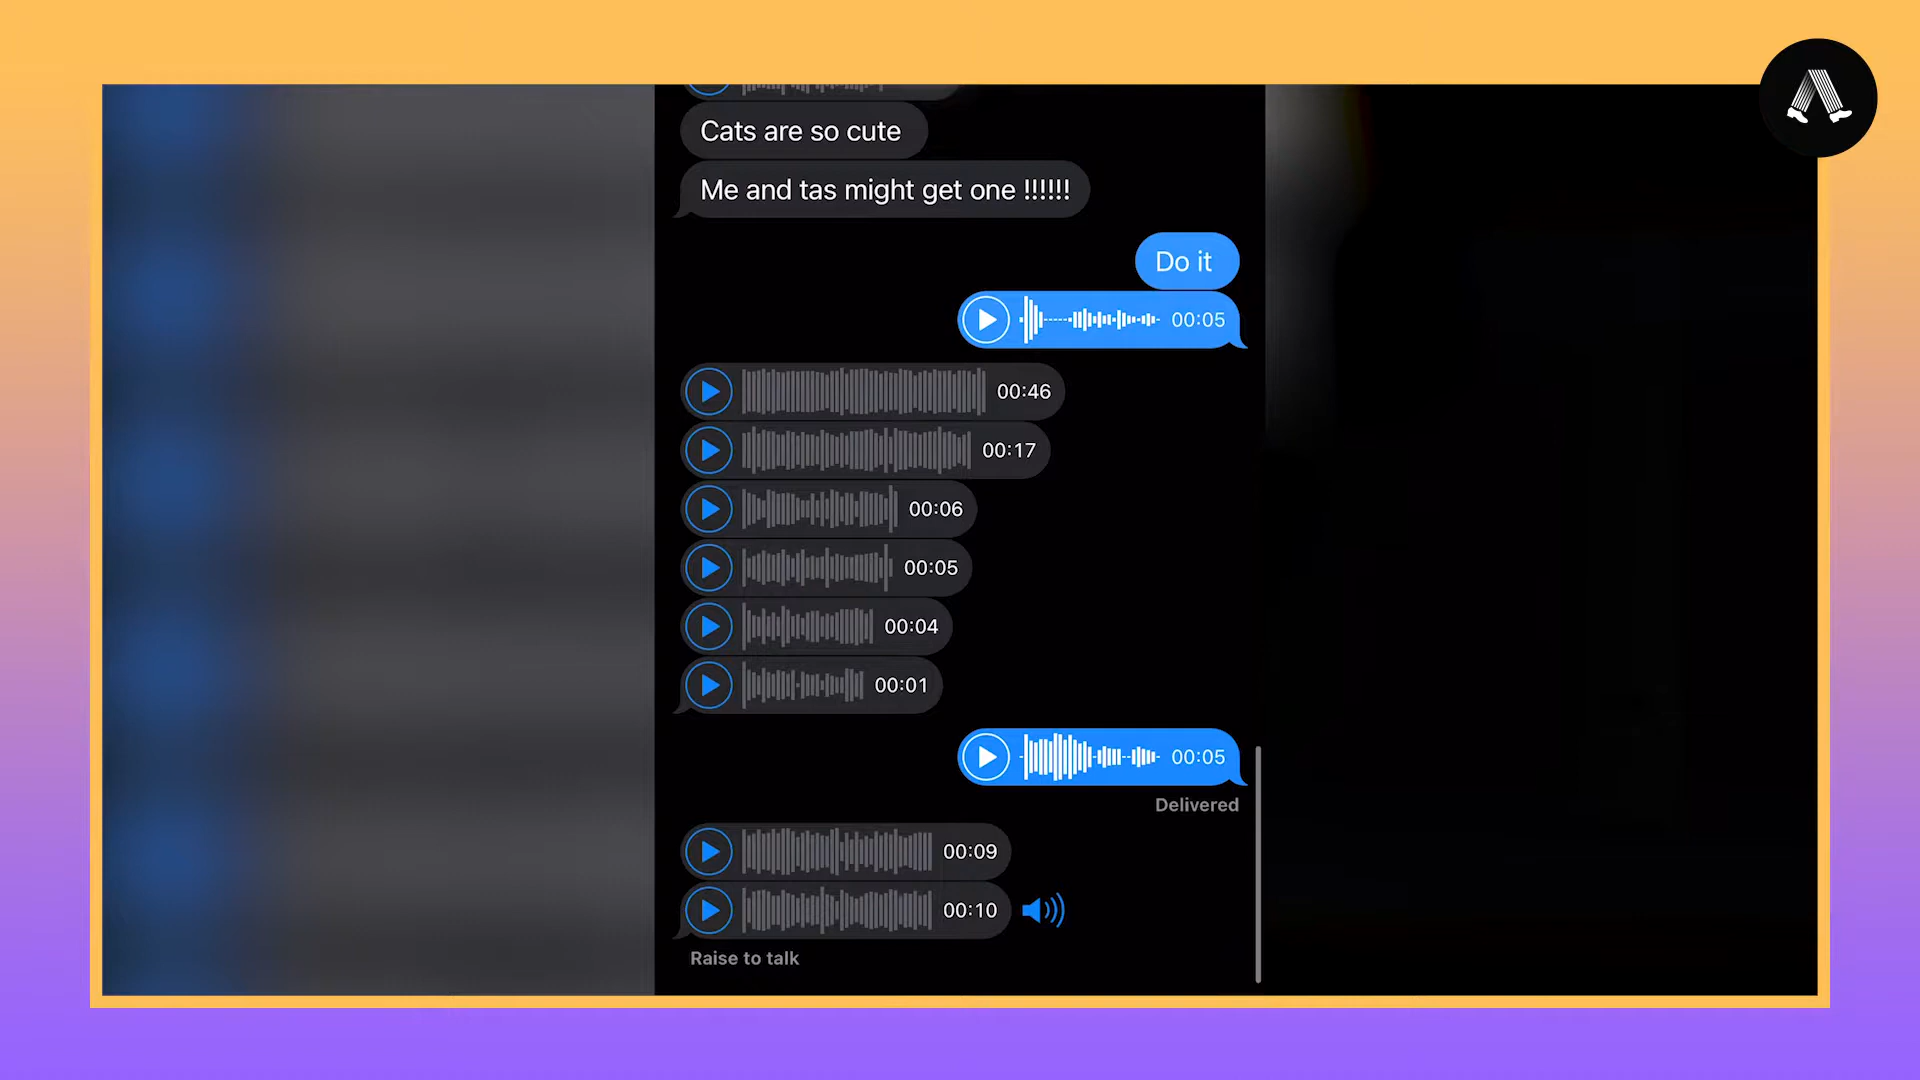 Cats are so cute
Me and tas might get one !!!!!!
Do it
00:05
00:46
00:17
00:06
00:05
00:04
00:01
00:05
Delivered
00:09
00:10
Raise to talk